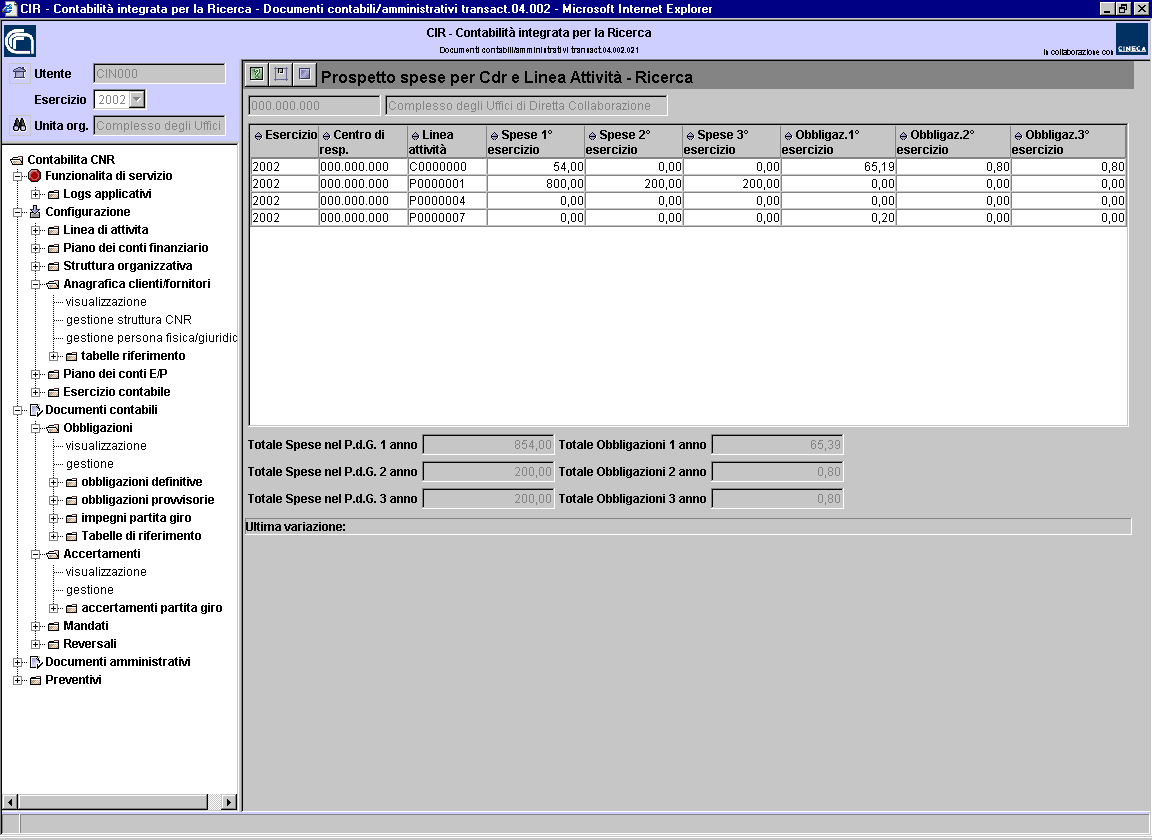 CIR - Contabilità integrata per la Ricerca - Documenti contabili/amministrativi transact.04.002 - Microsoft Internet Explorer
CIR - Contabilità integrata per la Ricerca
Documenti contabili/amministrativi transact.04.002.021
In collaborazione con
CINECA
Utente CIN000
Esercizio 2002
Unita org. Complesso degli Uffici
Contabilita CNR
Funzionalita di servizio
Logs applicativi
Configurazione
Linea di attivita
Piano dei conti finanziario
Struttura organizzativa
Anagrafica clienti/fornitori
visualizzazione
gestione struttura CNR
gestione persona fisica/giuridic
tabelle riferimento
Piano dei conti E/P
Esercizio contabile
Documenti contabili
Obbligazioni
visualizzazione
gestione
obbligazioni definitive
obbligazioni provvisorie
impegni partita giro
Tabelle di riferimento
Accertamenti
visualizzazione
gestione
accertamenti partita giro
Mandati
Reversali
Documenti amministrativi
Preventivi
Prospetto spese per Cdr e Linea Attività - Ricerca
000.000.000 Complesso degli Uffici di Diretta Collaborazione
Esercizio Centro di Linea Spese 1° Spese 2° Spese 3° Obbligaz.1° Obbligaz.2° Obbligaz.3°
resp. attività esercizio esercizio esercizio esercizio esercizio esercizio
2002 000.000.000 C0000000 54,00 0,00 0,00 65,19 0,80 0,80
2002 000.000.000 P0000001 800,00 200,00 200,00 0,00 0,00 0,00
2002 000.000.000 P0000004 0,00 0,00 0,00 0,00 0,00 0,00
2002 000.000.000 P0000007 0,00 0,00 0,00 0,20 0,00 0,00
Totale Spese nel P.d.G. 1 anno 854,00 Totale Obbligazioni 1 anno 65,39
Totale Spese nel P.d.G. 2 anno 200,00 Totale Obbligazioni 2 anno 0,80
Totale Spese nel P.d.G. 3 anno 200,00 Totale Obbligazioni 3 anno 0,80
Ultima variazione: